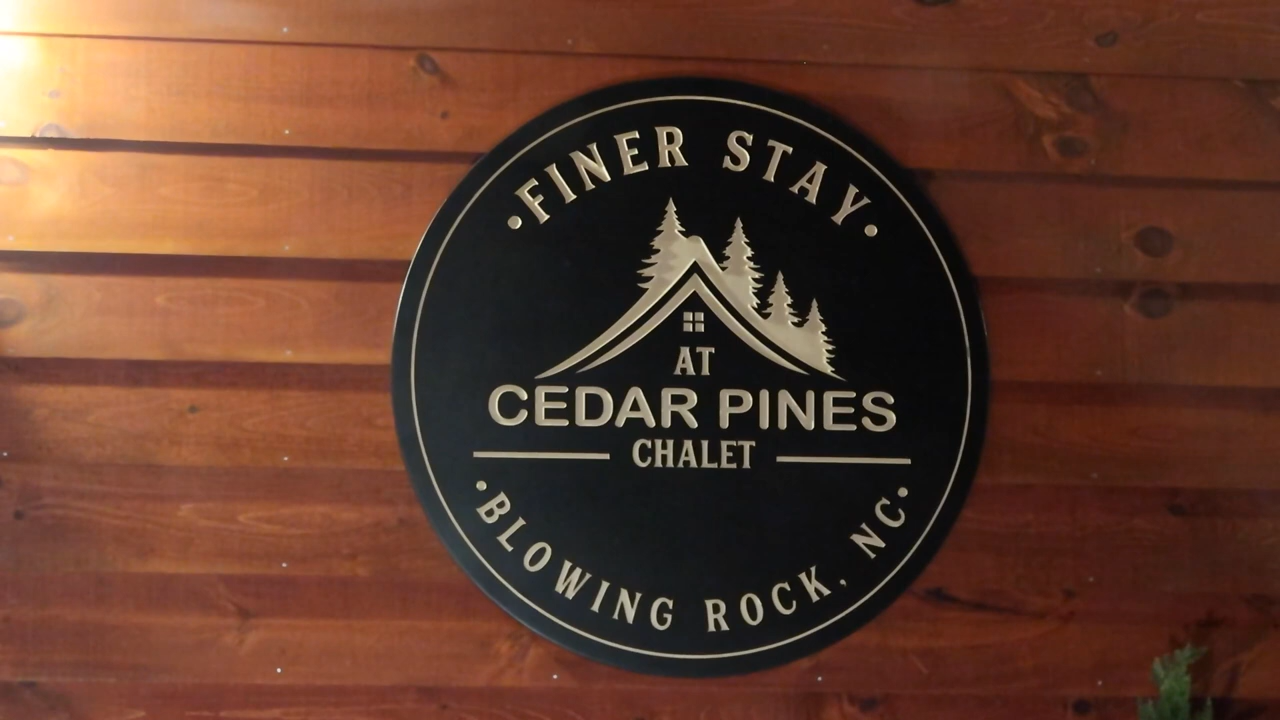 •FINER STAY•
AT
CEDAR PINES
CHALET
•BLOWING ROCK, NC•